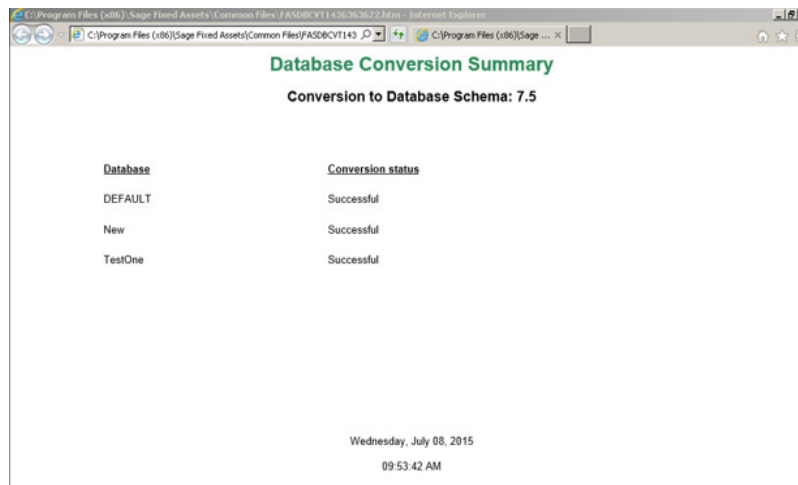 C:\Program Files (x86)\Sage Fixed Assets\Common Files\FASDBCVT1436363622.htm - Internet Explorer
C:\Program Files (x86)\Sage Fixed Assets\Common Files\FASDBCVT143
C:\Program Files (x86)\Sage ...
Database Conversion Summary
Conversion to Database Schema: 7.5
Database Conversion status
DEFAULT Successful
New Successful
TestOne Successful
Wednesday, July 08, 2015
09:53:42 AM